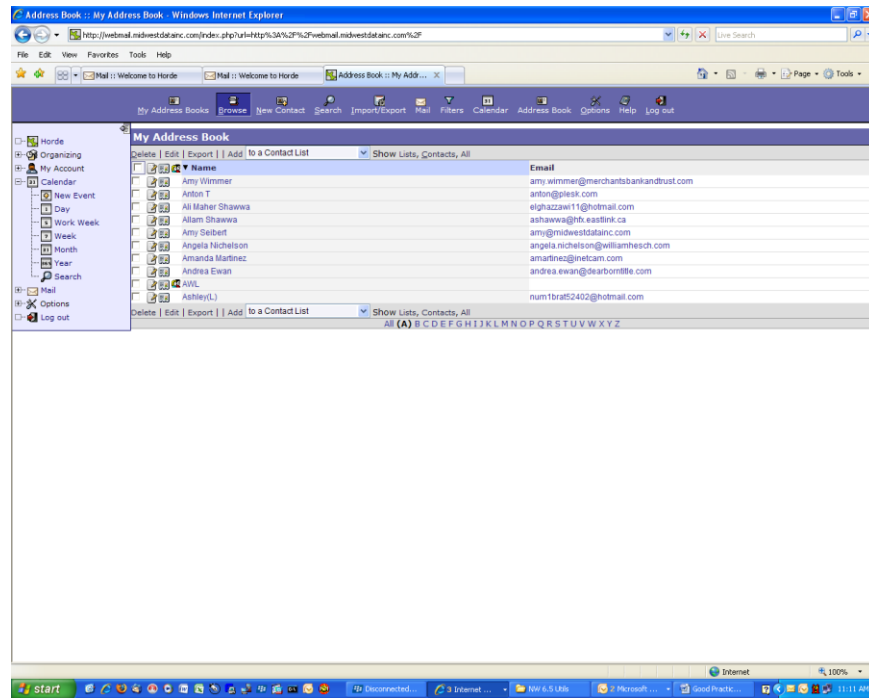 Address Book :: My Address Book - Windows Internet Explorer
http://webmail.midwestdatainc.com/index.php?url=http%3A%2F%2Fwebmail.midwestdatainc.com%2F
Live Search
File Edit View Favorites Tools Help
Mail :: Welcome to Horde
Mail :: Welcome to Horde
Address Book :: My Addr... X
Page Tools
My Address Books Browse New Contact Search Import/Export Mail Filters Calendar Address Book Options Help Log out
Horde
Organizing
My Account
Calendar
New Event
Day
Work Week
Week
Month
Year
Search
Mail
Options
Log out
My Address Book
Delete | Edit | Export | | Add to a Contact List Show Lists, Contacts, All
Name Email
Amy Wimmer amy.wimmer@merchantsbankandtrust.com
Anton T anton@plesk.com
Ali Maher Shawwa elghazzawi11@hotmail.com
Allam Shawwa ashawwa@hfx.eastlink.ca
Amy Seibert amy@midwestdatainc.com
Angela Nichelson angela.nichelson@williamhesch.com
Amanda Martinez amartinez@inetcam.com
Andrea Ewan andrea.ewan@dearborntitle.com
AWL
Ashley(L) num1brat52402@hotmail.com
Delete | Edit | Export | | Add to a Contact List Show Lists, Contacts, All
All (A) B C D E F G H I J K L M N O P Q R S T U V W X Y Z
Internet 100%
start
Disconnected...
3 Internet ...
NW 6.5 Utils
2 Microsoft ...
Good Practic...
11:11 AM